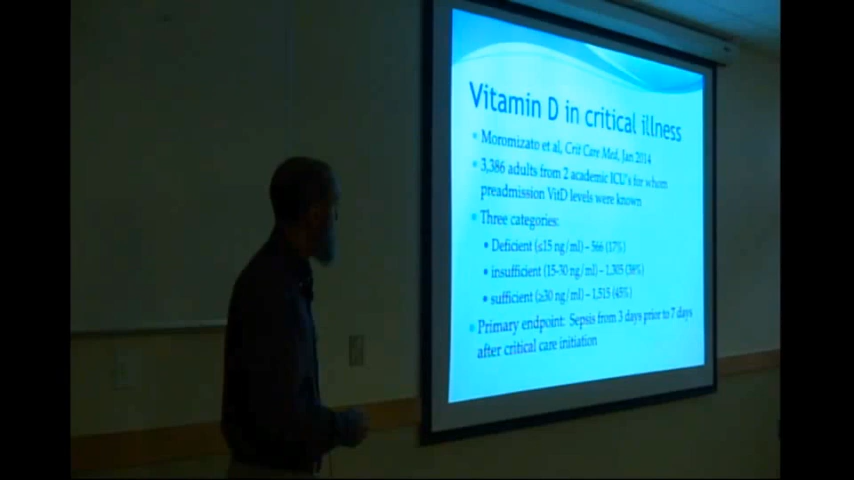 Vitamin D in critical illness
Moromizato et al, Crit Care Med, Jan 2014
3,386 adults from 2 academic ICU's for whom
preadmission VitD levels were known
Three categories:
Deficient (≤15 ng/ml) – 566 (17%)
insufficient (15-30 ng/ml) – 1,305 (38%)
sufficient (≥30 ng/ml) – 1,515 (45%)
Primary endpoint: Sepsis from 3 days prior to 7 days
after critical care initiation